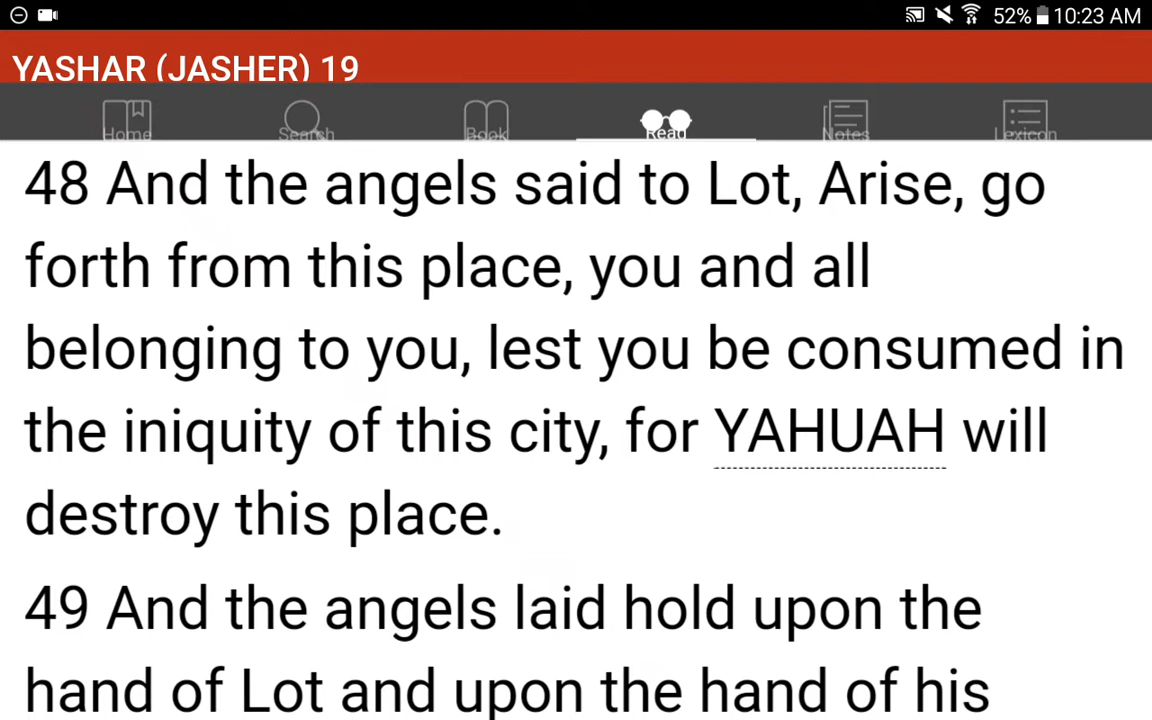 52% 10:23 AM
YASHAR (JASHER) 19
Home Search Book Read Notes Lexicon
48 And the angels said to Lot, Arise, go
forth from this place, you and all
belonging to you, lest you be consumed in
the iniquity of this city, for YAHUAH will
destroy this place.
49 And the angels laid hold upon the
hand of Lot and upon the hand of his